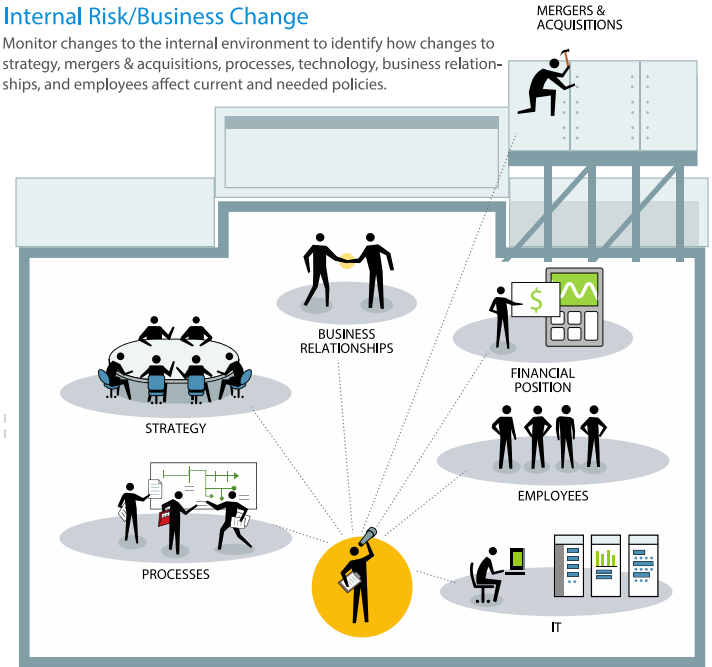 Internal Risk/Business Change
Monitor changes to the internal environment to identify how changes to
strategy, mergers & acquisitions, processes, technology, business relation-
ships, and employees affect current and needed policies.
MERGERS &
ACQUISITIONS
BUSINESS
RELATIONSHIPS
$
FINANCIAL
POSITION
STRATEGY
EMPLOYEES
PROCESSES
IT